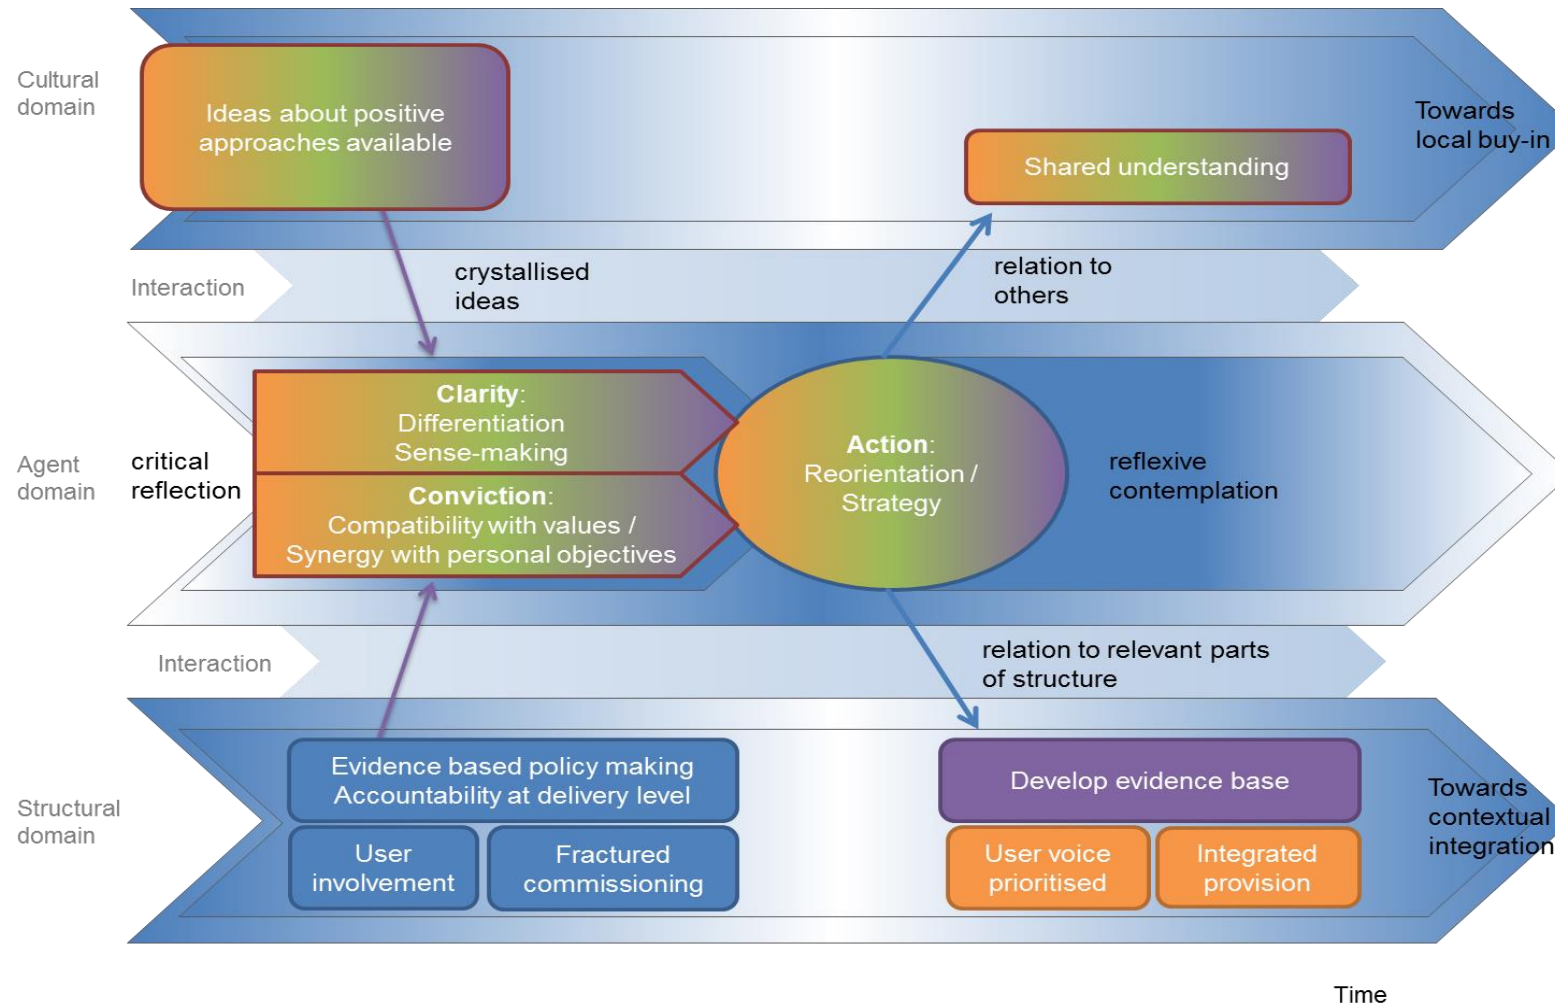 Cultural
domain
Ideas about positive
approaches available
Shared understanding
Towards
local buy-in
Interaction
crystallised
ideas
relation to
others
Agent
domain
critical
reflection
Clarity:
Differentiation
Sense-making
Conviction:
Compatibility with values /
Synergy with personal objectives
Action:
Reorientation /
Strategy
reflexive
contemplation
Interaction
relation to relevant parts
of structure
Structural
domain
Evidence based policy making
Accountability at delivery level
User
involvement
Fractured
commissioning
Develop evidence base
User voice
prioritised
Integrated
provision
Towards
contextual
integration
Time